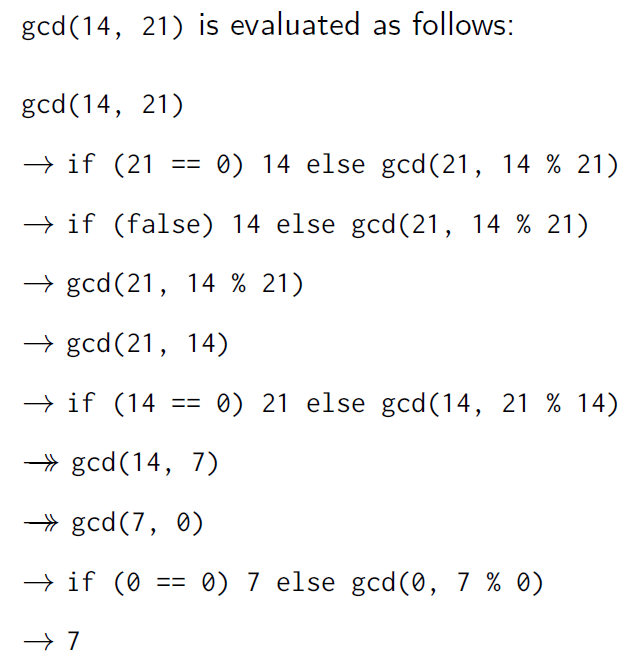 gcd(14, 21) is evaluated as follows:
gcd(14, 21)
→ if (21 == 0) 14 else gcd(21, 14 % 21)
→ if (false) 14 else gcd(21, 14 % 21)
→ gcd(21, 14 % 21)
→ gcd(21, 14)
→ if (14 == 0) 21 else gcd(14, 21 % 14)
↠ gcd(14, 7)
↠ gcd(7, 0)
→ if (0 == 0) 7 else gcd(0, 7 % 0)
→ 7